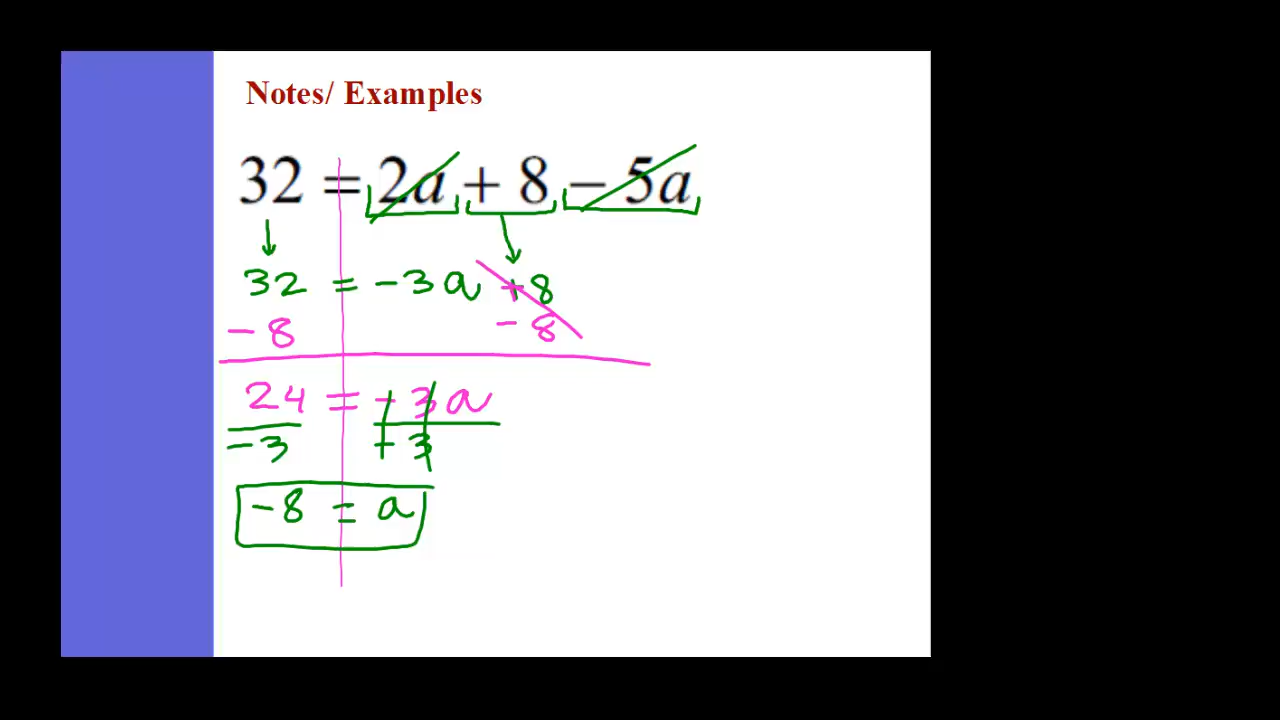 Notes/ Examples
32 = 2a + 8 − 5a
32 = -3a +8
-8 -8
24 = -3a
-3 -3
-8 = a